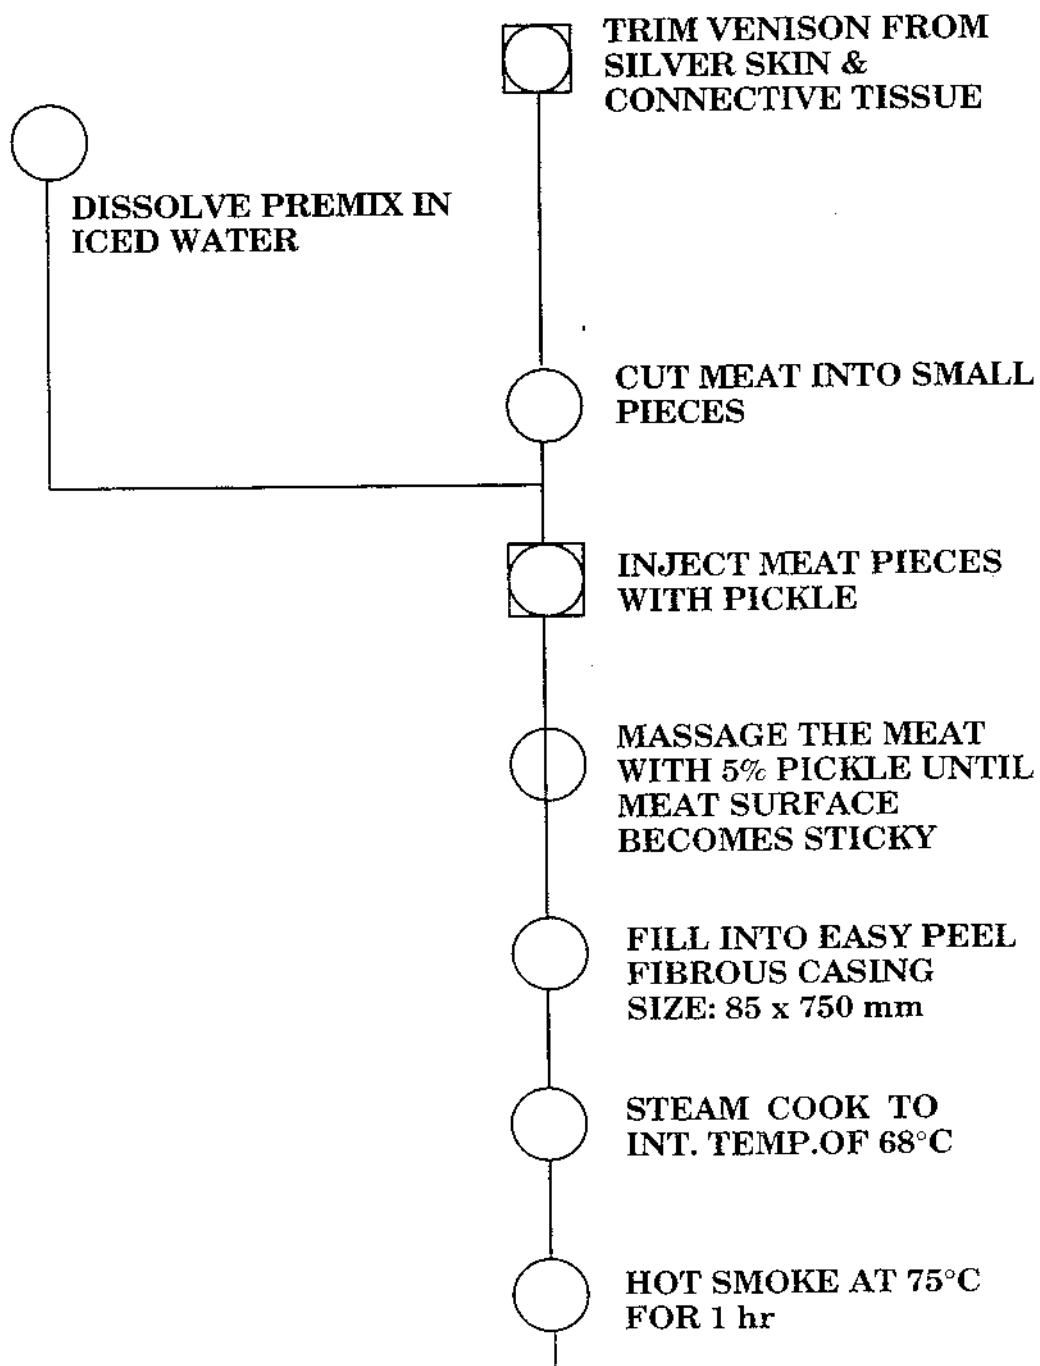 TRIM VENISON FROM
SILVER SKIN &
CONNECTIVE TISSUE
DISSOLVE PREMIX IN
ICED WATER
CUT MEAT INTO SMALL
PIECES
INJECT MEAT PIECES
WITH PICKLE
MASSAGE THE MEAT
WITH 5% PICKLE UNTIL
MEAT SURFACE
BECOMES STICKY
FILL INTO EASY PEEL
FIBROUS CASING
SIZE: 85 x 750 mm
STEAM COOK TO
INT. TEMP.OF 68°C
HOT SMOKE AT 75°C
FOR 1 hr